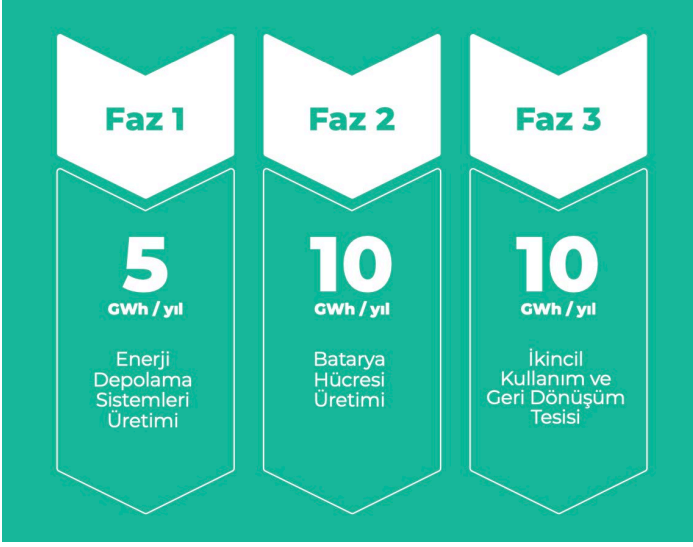 Faz 1
5
GWh / yıl
Enerji
Depolama
Sistemleri
Üretimi
Faz 2
10
GWh / yıl
Batarya
Hücresi
Üretimi
Faz 3
10
GWh / yıl
İkincil
Kullanım ve
Geri Dönüşüm
Tesisi